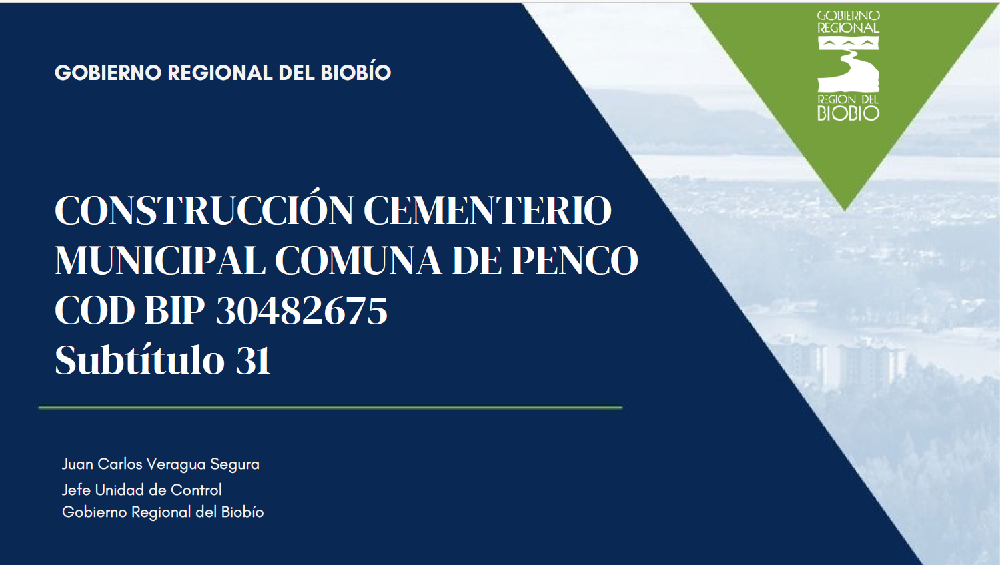 GOBIERNO
REGIONAL
REGION DEL
BIOBIO
GOBIERNO REGIONAL DEL BIOBÍO
CONSTRUCCIÓN CEMENTERIO
MUNICIPAL COMUNA DE PENCO
COD BIP 30482675
Subtítulo 31
Juan Carlos Veragua Segura
Jefe Unidad de Control
Gobierno Regional del Biobío